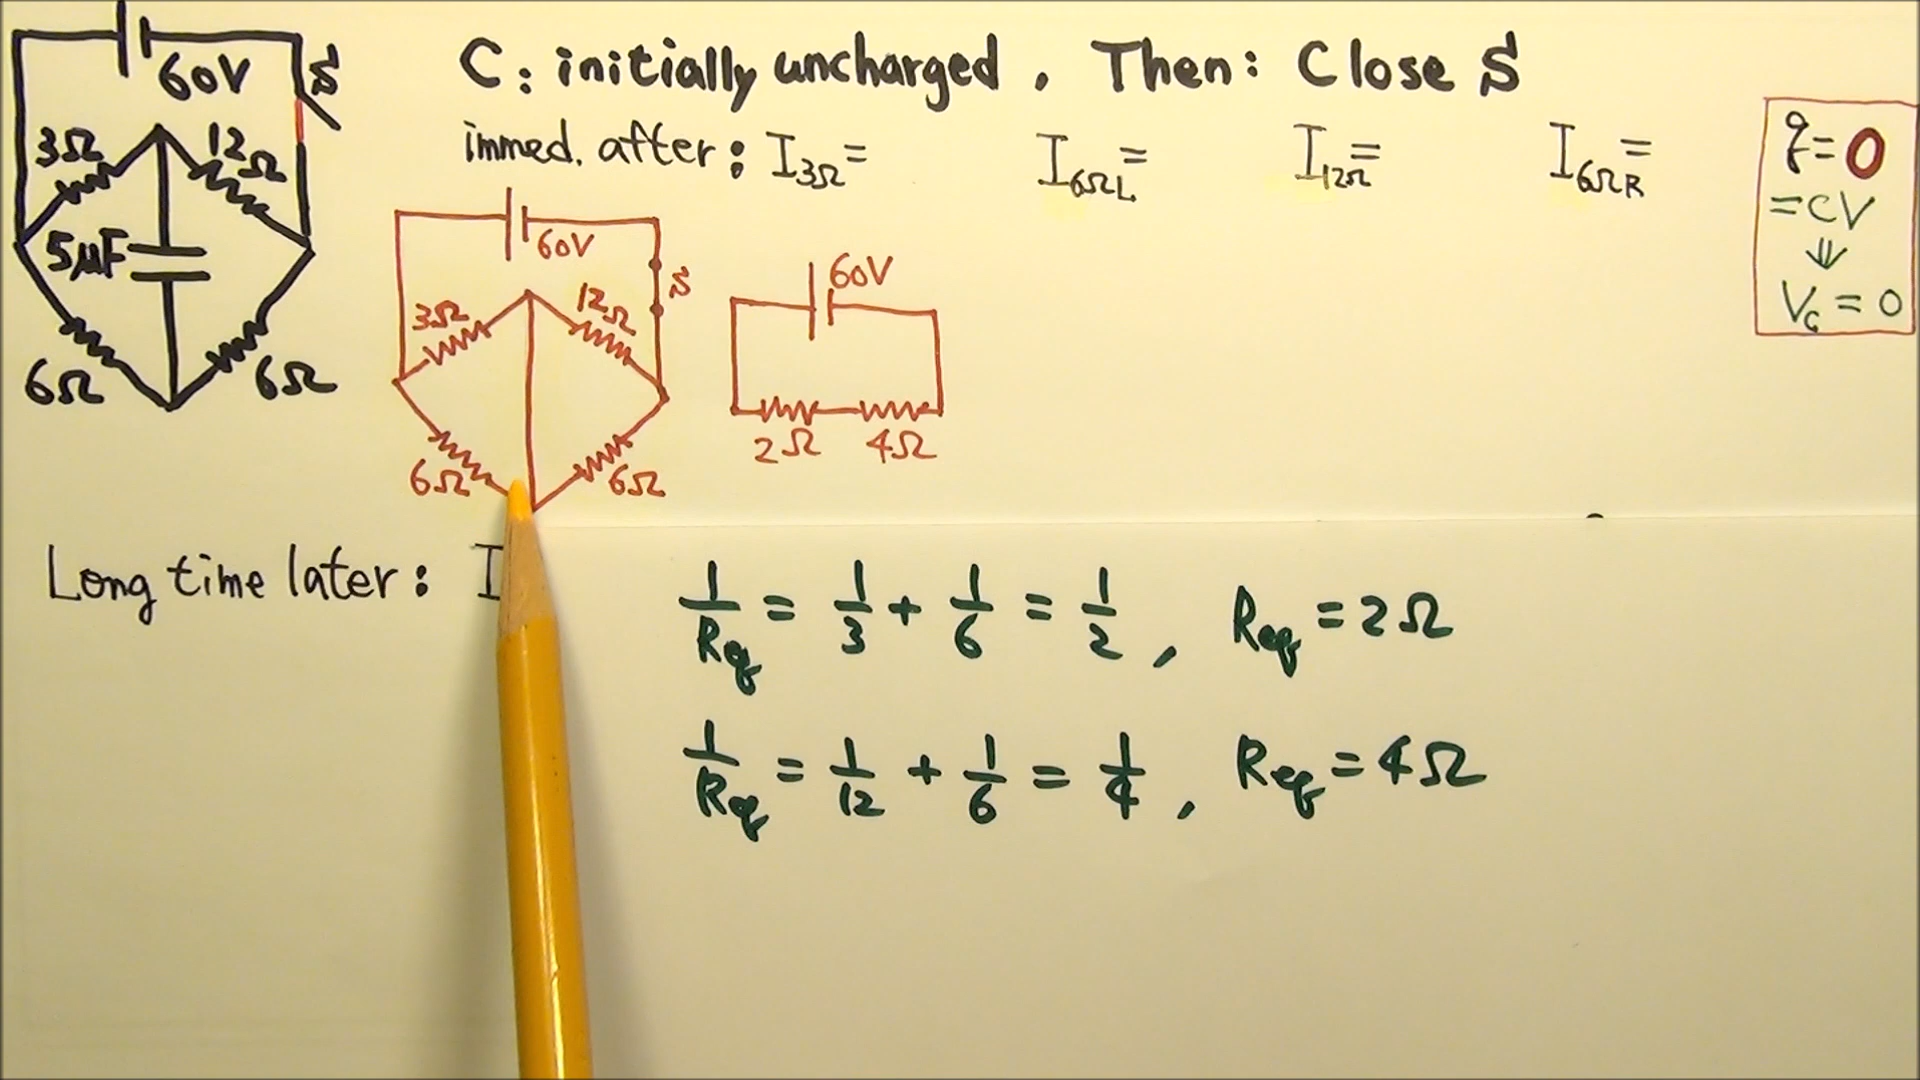 60V
S
3Ω
12Ω
5μF
6Ω
6Ω
C: initially uncharged. Then: Close S
immed. after: I3Ω= I6ΩL= I12Ω= I6ΩR=
q=0
=CV
⇓
Vc=0
60V
S
3Ω
12Ω
6Ω
6Ω
60V
2Ω 4Ω
Long time later: I
1/Req = 1/3 + 1/6 = 1/2, Req = 2Ω
1/Req = 1/12 + 1/6 = 1/4, Req = 4Ω